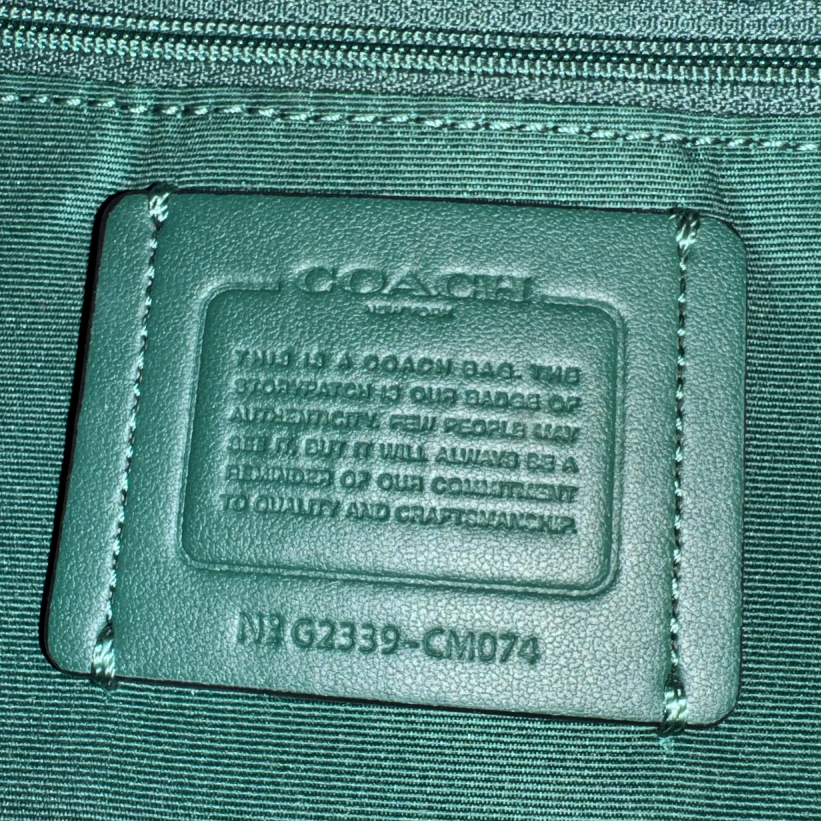 COACH
NEW YORK
THIS IS A COACH BAG. THE
STORYPATCH IS OUR BADGE OF
AUTHENTICITY. FEW PEOPLE MAY
SEE IT, BUT IT WILL ALWAYS BE A
REMINDER OF OUR COMMITMENT
TO QUALITY AND CRAFTSMANSHIP.
Nº G2339-CM074